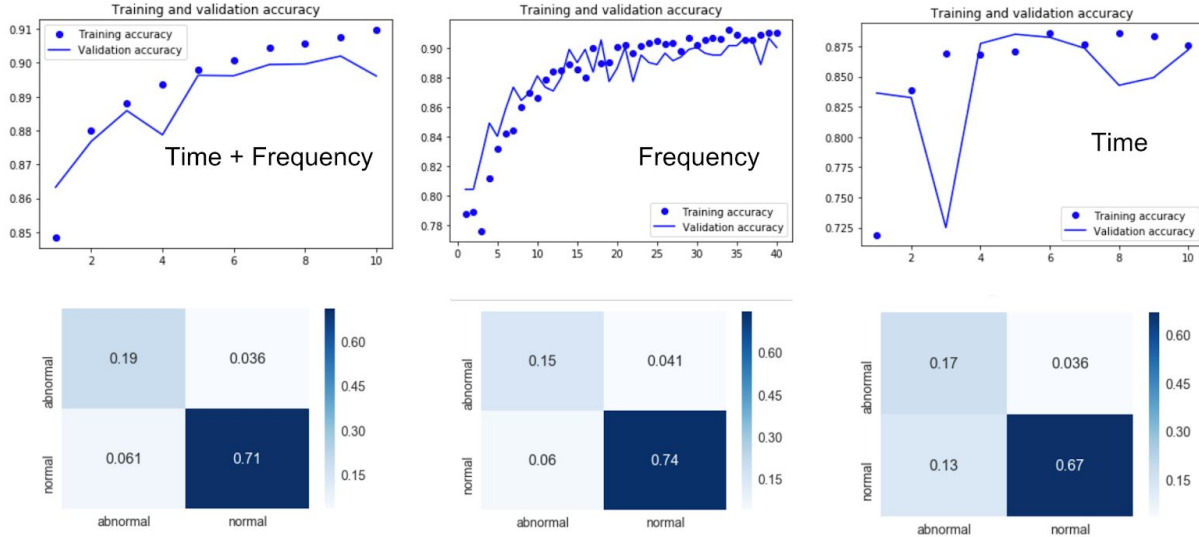 Training and validation accuracy
0.91
0.90
0.89
0.88
0.87
0.86
0.85
Training accuracy
Validation accuracy
Time + Frequency
2 4 6 8 10
Training and validation accuracy
0.90
0.88
0.86
0.84
0.82
0.80
0.78
Frequency
Training accuracy
Validation accuracy
0 5 10 15 20 25 30 35 40
Training and validation accuracy
0.875
0.850
0.825
0.800
0.775
0.750
0.725
Time
Training accuracy
Validation accuracy
2 4 6 8 10
abnormal
0.19 0.036
normal
0.061 0.71
abnormal normal
0.60
0.45
0.30
0.15
abnormal
0.15 0.041
normal
0.06 0.74
abnormal normal
0.60
0.45
0.30
0.15
abnormal
0.17 0.036
normal
0.13 0.67
abnormal normal
0.60
0.45
0.30
0.15